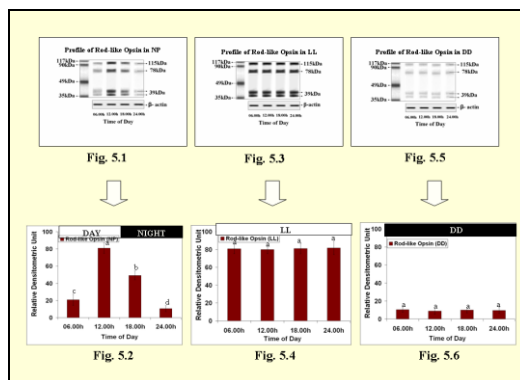 Profile of Rod-like Opsin in NP
117kDa
90kDa
49kDa
35kDa
115kDa
78kDa
39kDa
β- actin
06.00h 12.00h 18.00h 24.00h
Time of Day
Fig. 5.1
Profile of Rod-like Opsin in LL
117kDa
90kDa
49kDa
35kDa
115kDa
78kDa
39kDa
β- actin
06.00h 12.00h 18.00h 24.00h
Time of Day
Fig. 5.3
Profile of Rod-like Opsin in DD
117kDa
90kDa
49kDa
35kDa
115kDa
78kDa
39kDa
β- actin
06.00h 12.00h 18.00h 24.00h
Time of Day
Fig. 5.5
DAY NIGHT
Rod-like Opsin (NP)
Relative Densitometric Unit
100
80
60
40
20
0
c a b d
06.00h 12.00h 18.00h 24.00h
Time of Day
Fig. 5.2
LL
Rod-like Opsin (LL)
Relative Densitometric Unit
100
80
60
40
20
0
a a a a
06.00h 12.00h 18.00h 24.00h
Time of Day
Fig. 5.4
DD
Rod-like Opsin (DD)
Relative Densitometric Unit
100
80
60
40
20
0
a a a a
06.00h 12.00h 18.00h 24.00h
Time of Day
Fig. 5.6